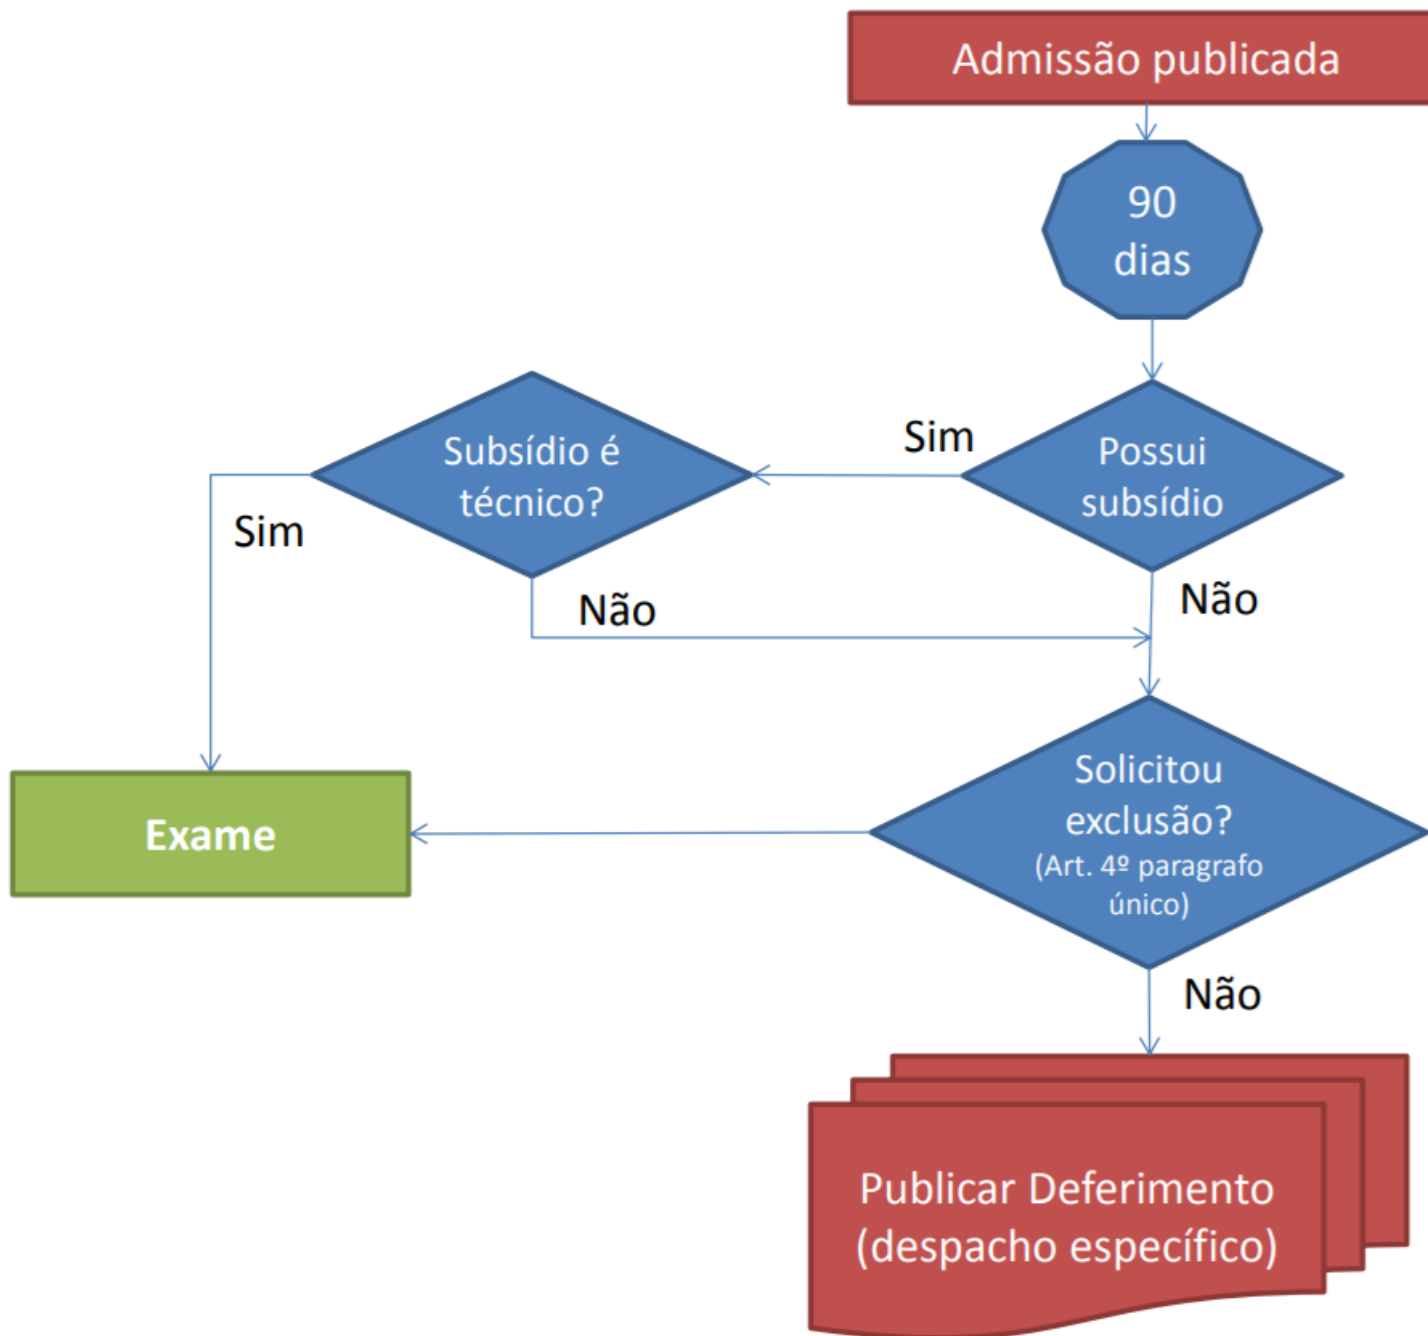 Admissão publicada
90
dias
Sim
Possui
subsídio
Subsídio é
técnico?
Sim
Não
Não
Solicitou
exclusão?
(Art. 4º paragrafo
único)
Exame
Não
Publicar Deferimento
(despacho específico)